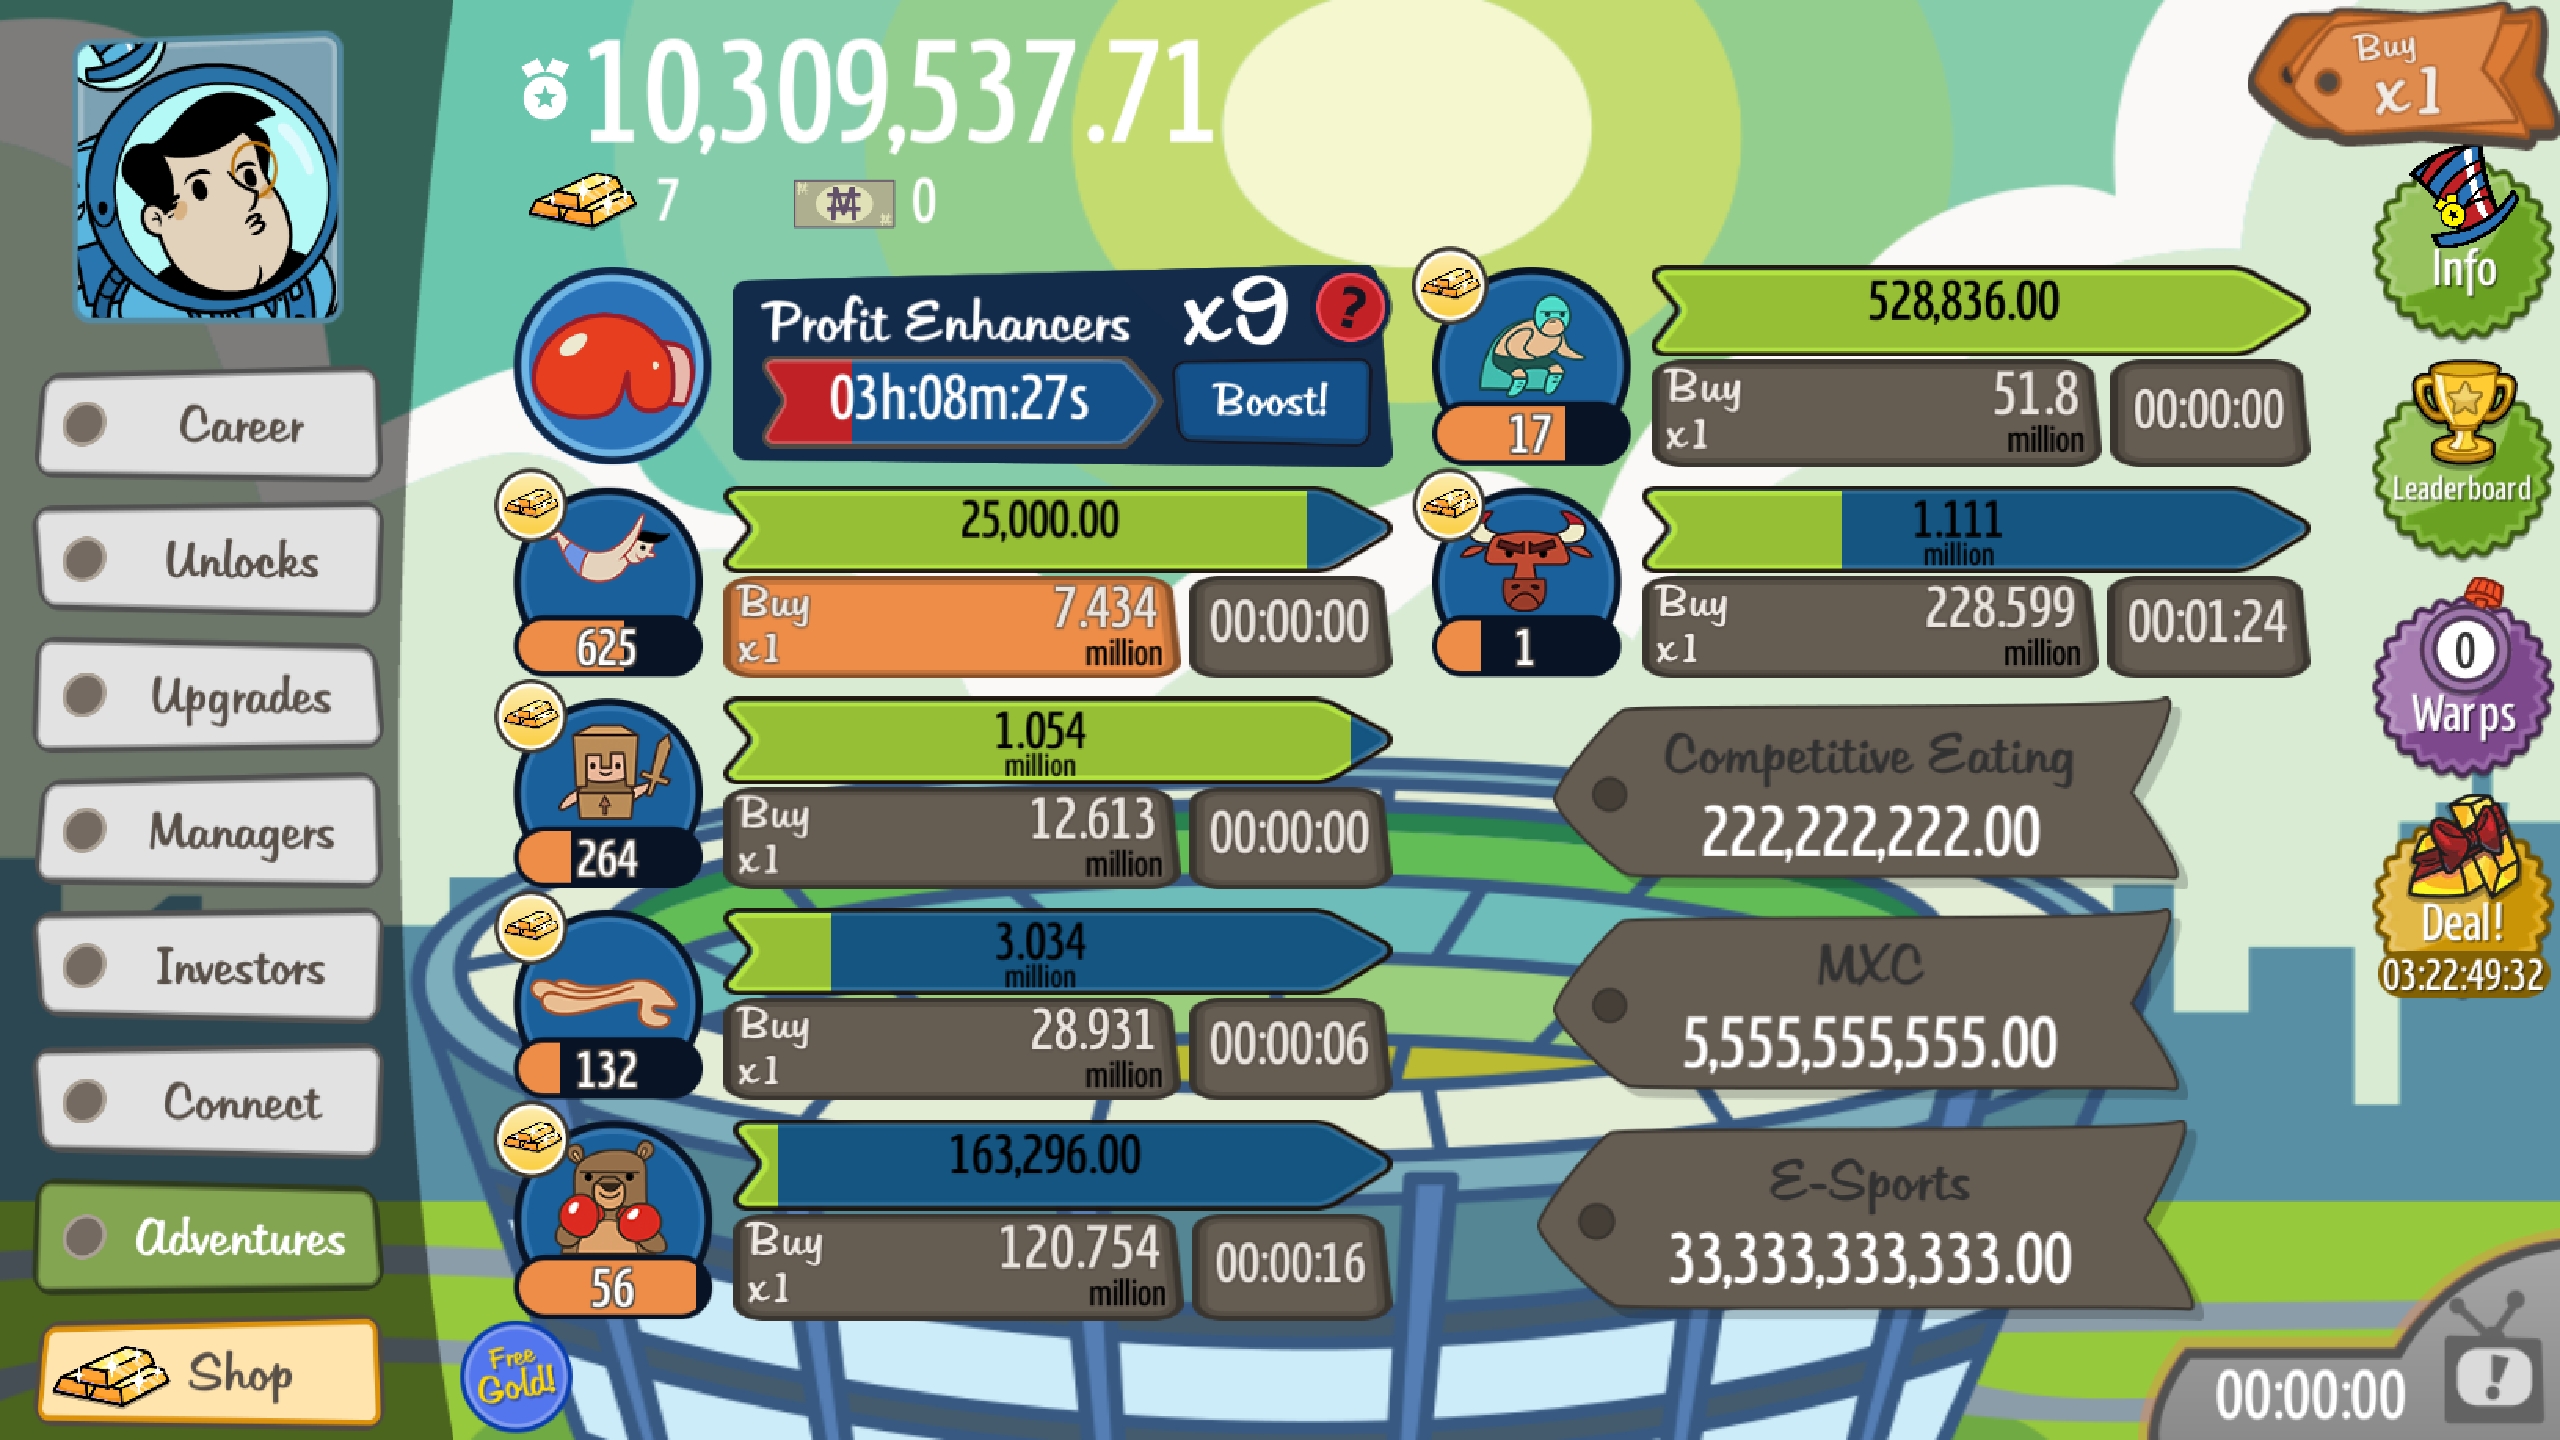 10,309,537.71
7
0
Buy
x1
Career
Unlocks
Upgrades
Managers
Investors
Connect
Adventures
Shop
Free
Gold!
Profit Enhancers x9 ?
03h:08m:27s
Boost!
25,000.00
625
Buy
x1
7.434
million
00:00:00
1.054
million
264
Buy
x1
12.613
million
00:00:00
3.034
million
132
Buy
x1
28.931
million
00:00:06
163,296.00
56
Buy
x1
120.754
million
00:00:16
528,836.00
17
Buy
x1
51.8
million
00:00:00
1.111
million
1
Buy
x1
228.599
million
00:01:24
Competitive Eating
222,222,222.00
MXC
5,555,555,555.00
E-Sports
33,333,333,333.00
Info
Leaderboard
0
Warps
Deal!
03:22:49:32
00:00:00
!